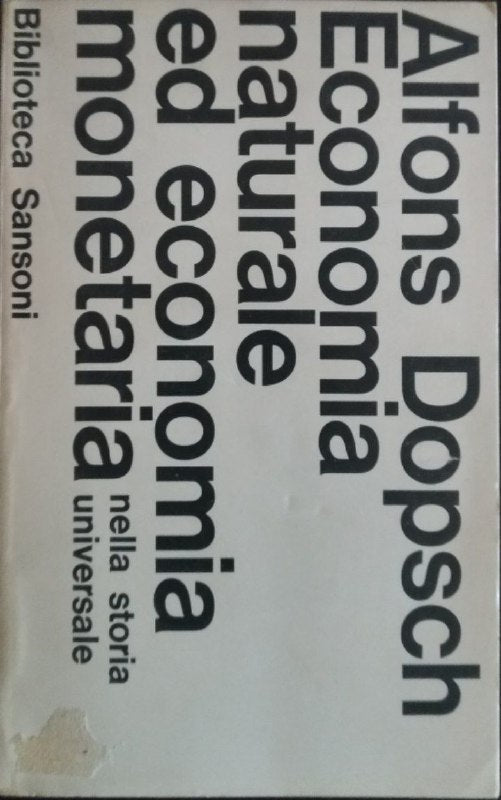 Alfons Dopsch
Economia
naturale
ed economia
monetaria nella storia
universale
Biblioteca Sansoni